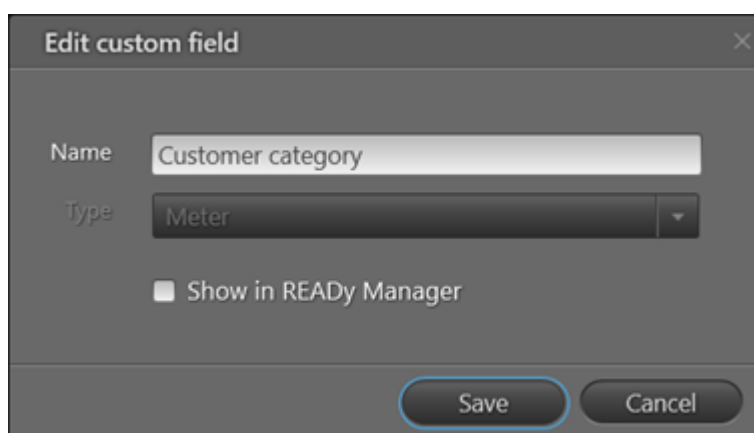 Edit custom field
Name Customer category
Type Meter
Show in READy Manager
Save Cancel